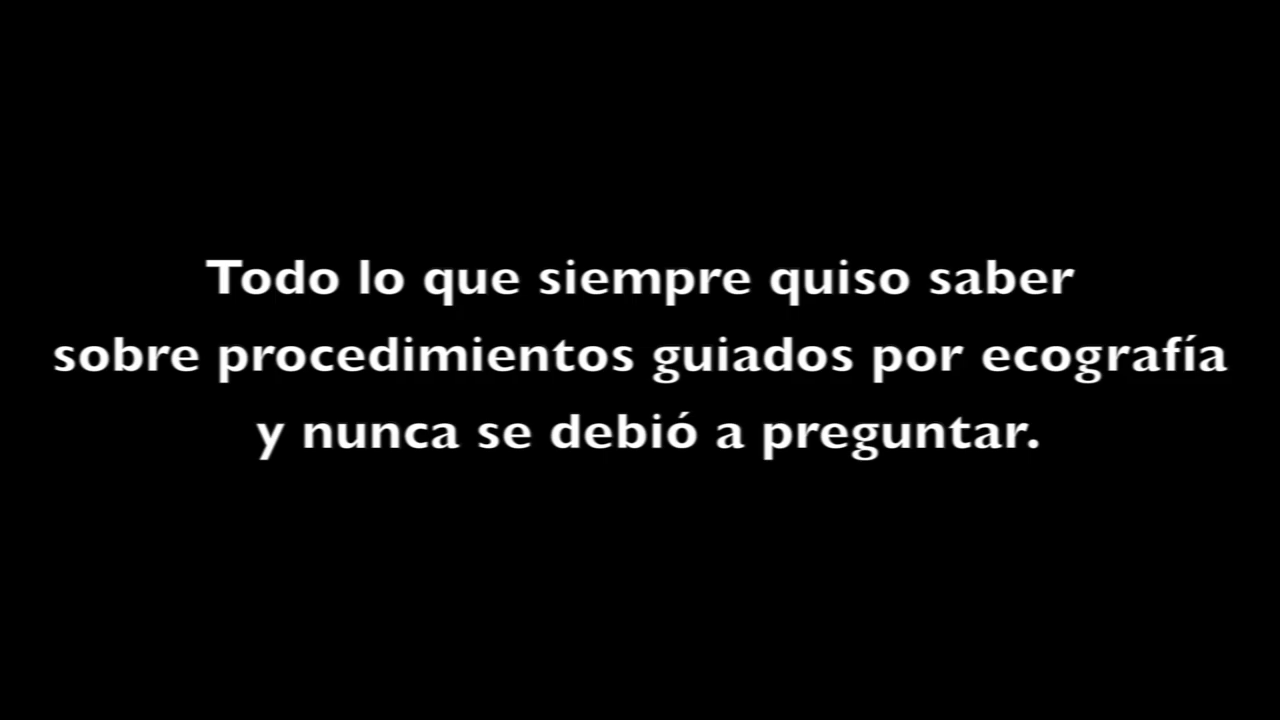 Todo lo que siempre quiso saber
sobre procedimientos guiados por ecografía
y nunca se debió a preguntar.